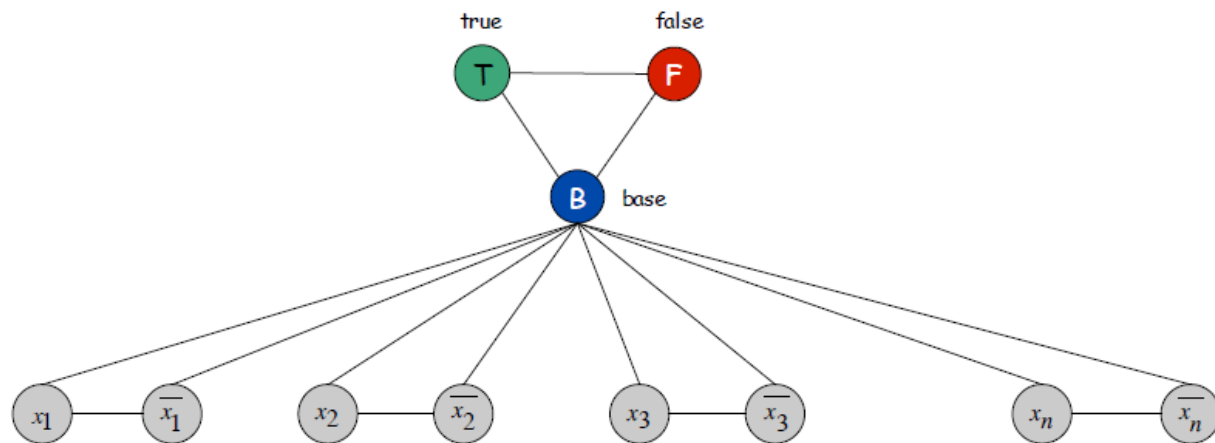 true false
T F
B base
x₁ x̅₁ x₂ x̅₂ x₃ x̅₃ xₙ x̅ₙ